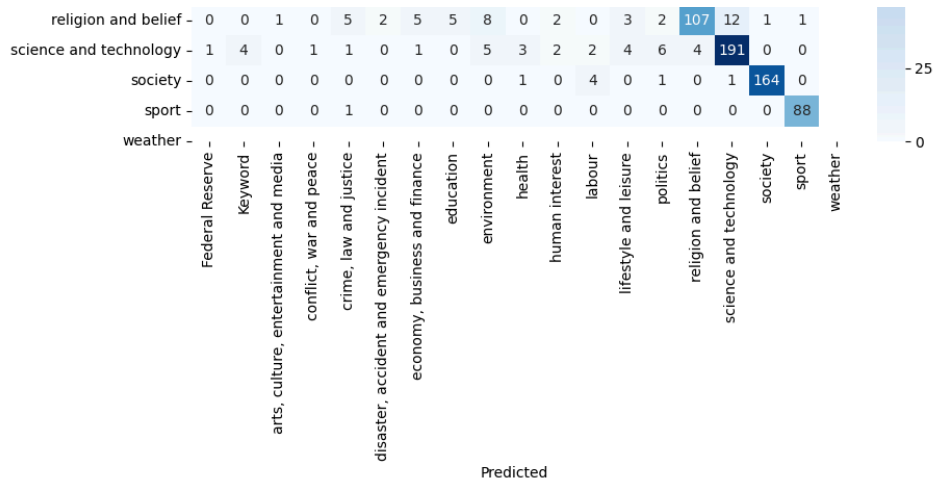 religion and belief 0 0 1 0 5 2 5 5 8 0 2 0 3 2 107 12 1 1
science and technology 1 4 0 1 1 0 1 0 5 3 2 2 4 6 4 191 0 0
society 0 0 0 0 0 0 0 0 0 1 0 4 0 1 0 1 164 0
sport 0 0 0 0 1 0 0 0 0 0 0 0 0 0 0 0 0 88
weather
25
0
Federal Reserve
Keyword
arts, culture, entertainment and media
conflict, war and peace
crime, law and justice
disaster, accident and emergency incident
economy, business and finance
education
environment
health
human interest
labour
lifestyle and leisure
politics
religion and belief
science and technology
society
sport
weather
Predicted